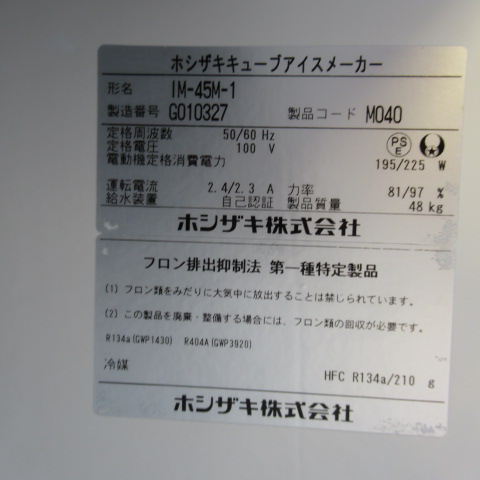 ホシザキキューブアイスメーカー
形名 IM-45M-1
製造番号 G010327 製品コード M040
定格周波数 50/60 Hz
定格電圧 100 V
PSE
電動機定格消費電力 195/225 W
運転電流 2.4/2.3 A 力率 81/97 %
給水装置 自己認証 製品質量 48 kg
ホシザキ株式会社
フロン排出抑制法 第一種特定製品
(1) フロン類をみだりに大気中に放出することは禁じられています。
(2) この製品を廃棄・整備する場合には、フロン類の回収が必要です。
R134a(GWP1430) R404A(GWP3920)
冷媒 HFC R134a/210 g
ホシザキ株式会社